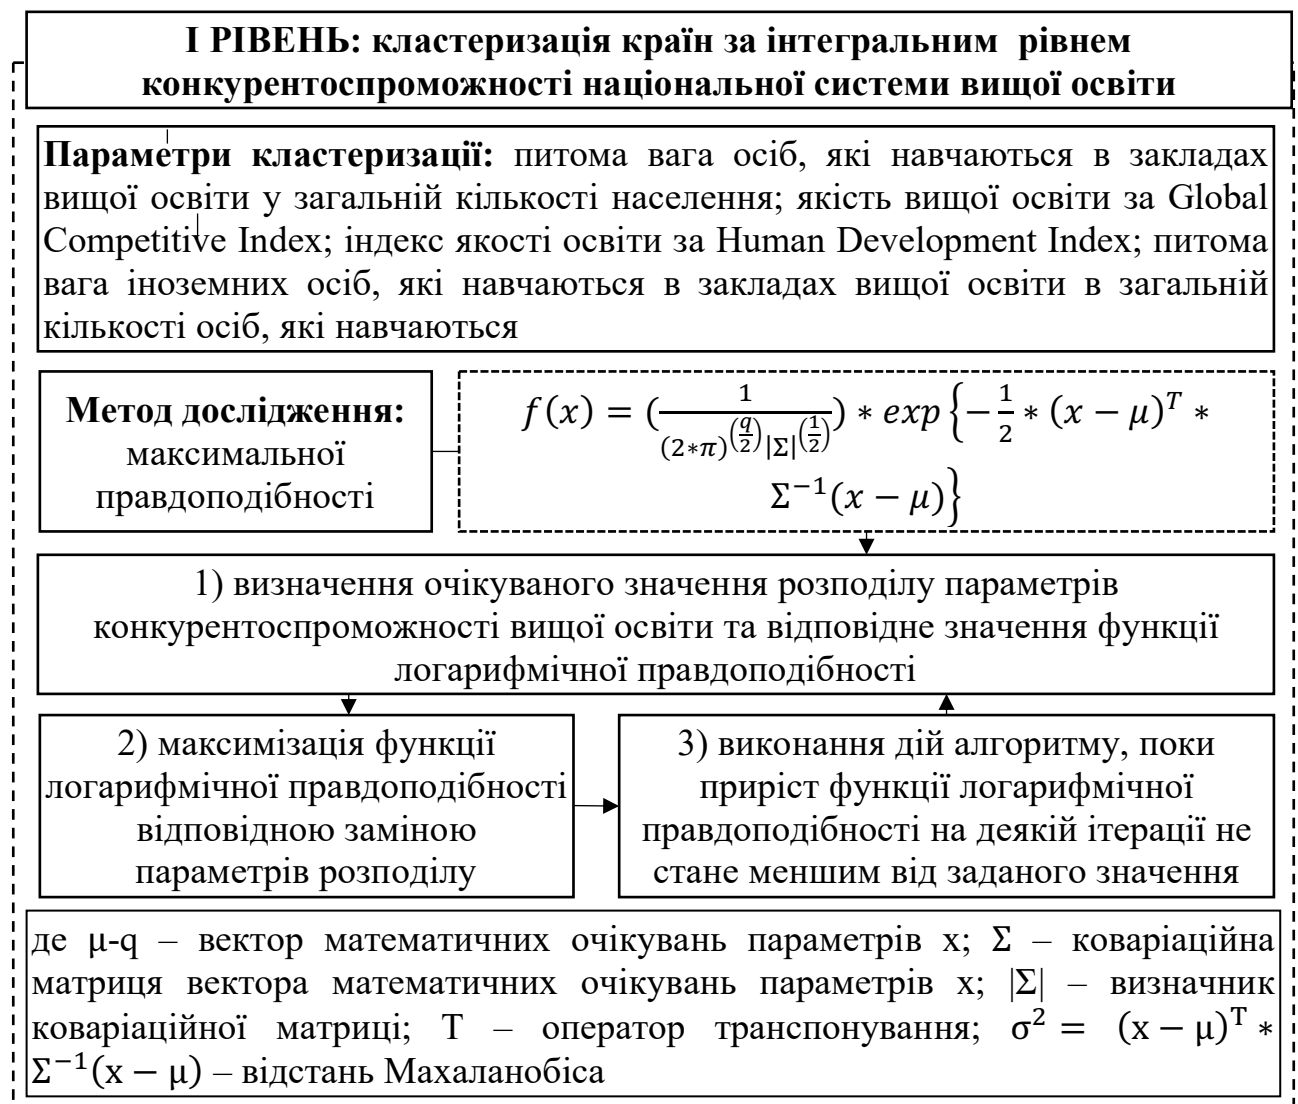 І РІВЕНЬ: кластеризація країн за інтегральним рівнем
конкурентоспроможності національної системи вищої освіти
Параметри кластеризації: питома вага осіб, які навчаються в закладах
вищої освіти у загальній кількості населення; якість вищої освіти за Global
Competitive Index; індекс якості освіти за Human Development Index; питома
вага іноземних осіб, які навчаються в закладах вищої освіти в загальній
кількості осіб, які навчаються
Метод дослідження:
максимальної
правдоподібності
f(x) = (1/((2*π)^(q/2)|Σ|^(1/2))) * exp{−1/2 * (x − μ)^T *
Σ^−1(x − μ)}
1) визначення очікуваного значення розподілу параметрів
конкурентоспроможності вищої освіти та відповідне значення функції
логарифмічної правдоподібності
2) максимізація функції
логарифмічної правдоподібності
відповідною заміною
параметрів розподілу
3) виконання дій алгоритму, поки
приріст функції логарифмічної
правдоподібності на деякій ітерації не
стане меншим від заданого значення
де μ-q – вектор математичних очікувань параметрів х; Σ – коваріаційна
матриця вектора математичних очікувань параметрів х; |Σ| – визначник
коваріаційної матриці; Т – оператор транспонування; σ² = (x − μ)^T *
Σ^−1(x − μ) – відстань Махаланобіса